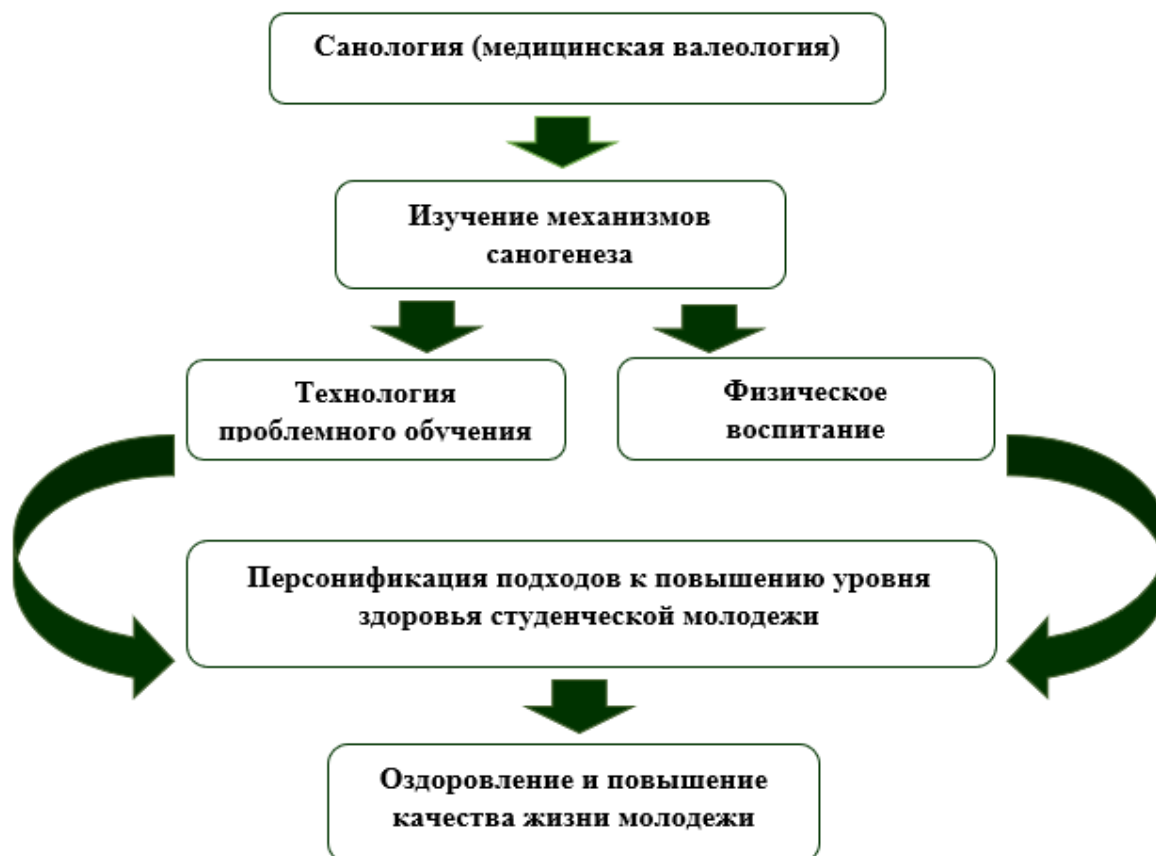 Санология (медицинская валеология)
Изучение механизмов
саногенеза
Технология
проблемного обучения
Физическое
воспитание
Персонификация подходов к повышению уровня
здоровья студенческой молодежи
Оздоровление и повышение
качества жизни молодежи